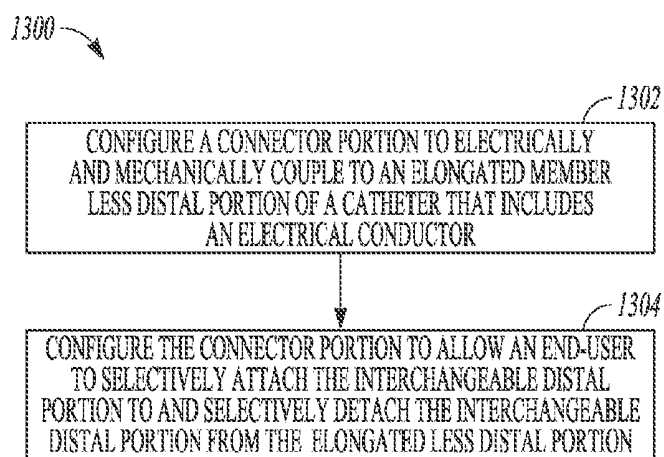 1300
1302
CONFIGURE A CONNECTOR PORTION TO ELECTRICALLY
AND MECHANICALLY COUPLE TO AN ELONGATED MEMBER
LESS DISTAL PORTION OF A CATHETER THAT INCLUDES
AN ELECTRICAL CONDUCTOR
1304
CONFIGURE THE CONNECTOR PORTION TO ALLOW AN END-USER
TO SELECTIVELY ATTACH THE INTERCHANGEABLE DISTAL
PORTION TO AND SELECTIVELY DETACH THE INTERCHANGEABLE
DISTAL PORTION FROM THE ELONGATED LESS DISTAL PORTION